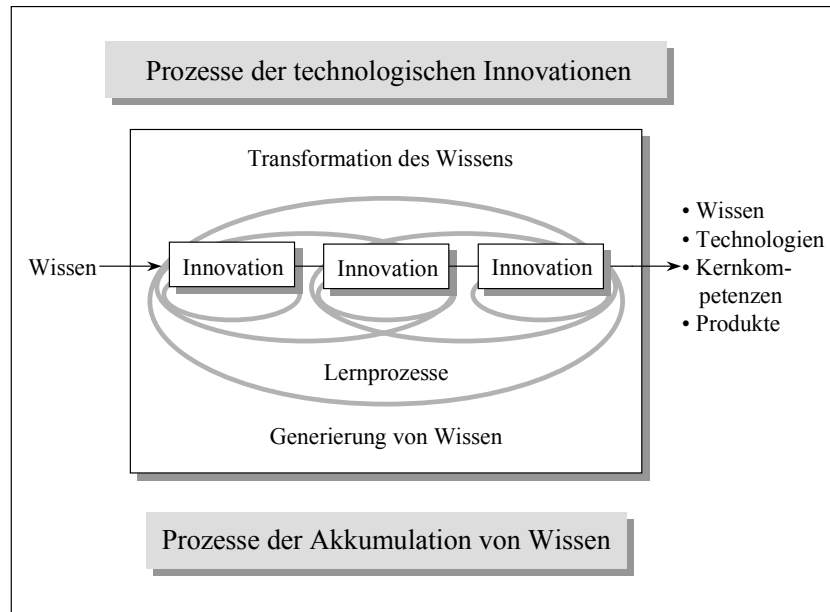 Prozesse der technologischen Innovationen
Transformation des Wissens
Wissen
Innovation
Innovation
Innovation
• Wissen
• Technologien
• Kernkom-
petenzen
• Produkte
Lernprozesse
Generierung von Wissen
Prozesse der Akkumulation von Wissen